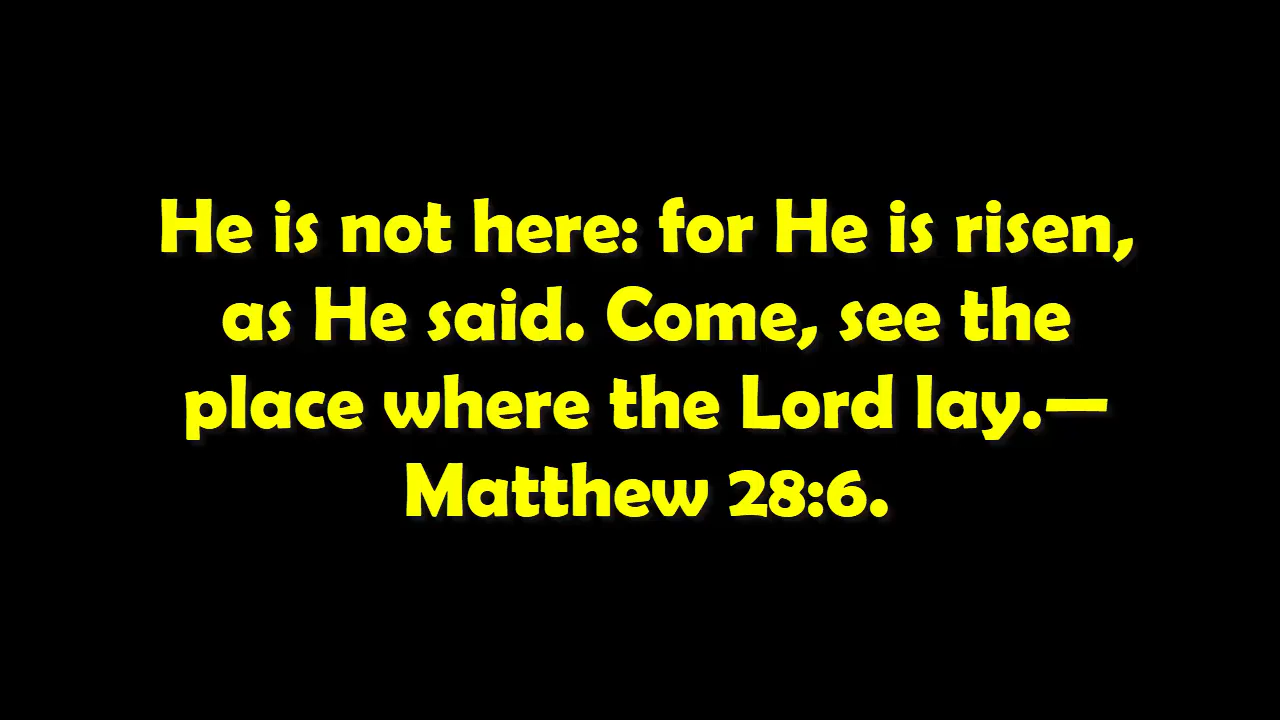 He is not here: for He is risen,
as He said. Come, see the
place where the Lord lay.—
Matthew 28:6.